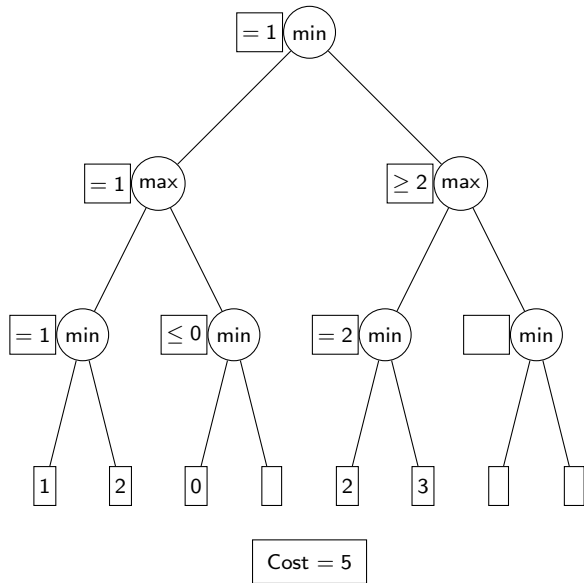 = 1 min
= 1 max ≥ 2 max
= 1 min ≤ 0 min = 2 min min
1 2 0 2 3
Cost = 5